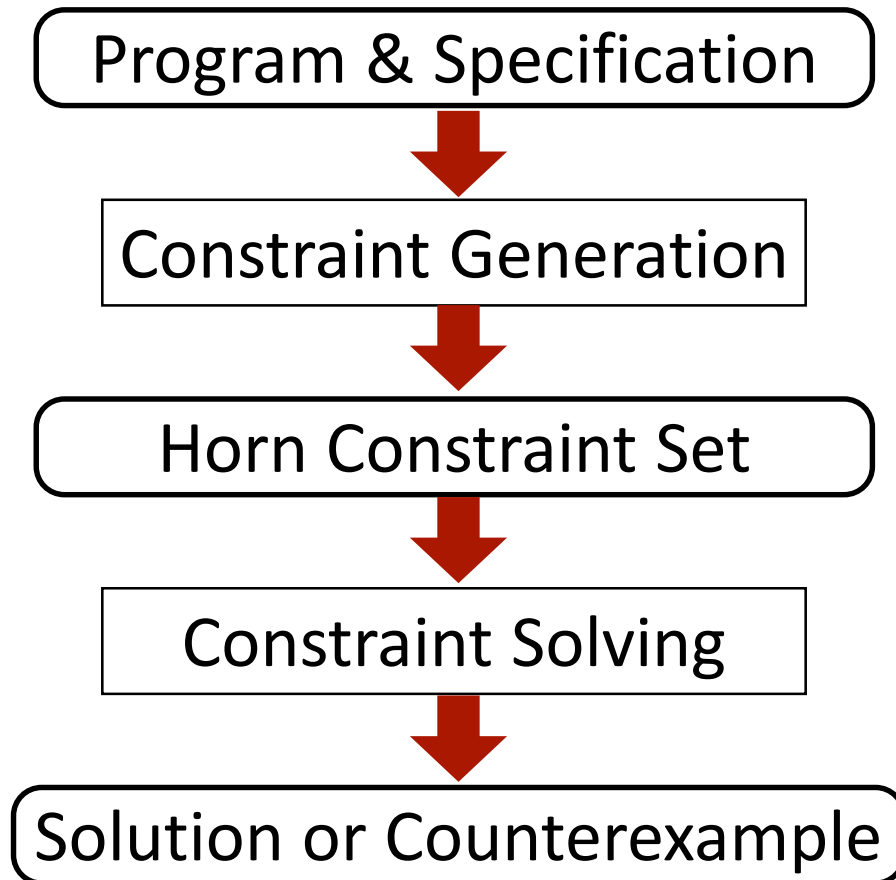 Program & Specification
Constraint Generation
Horn Constraint Set
Constraint Solving
Solution or Counterexample